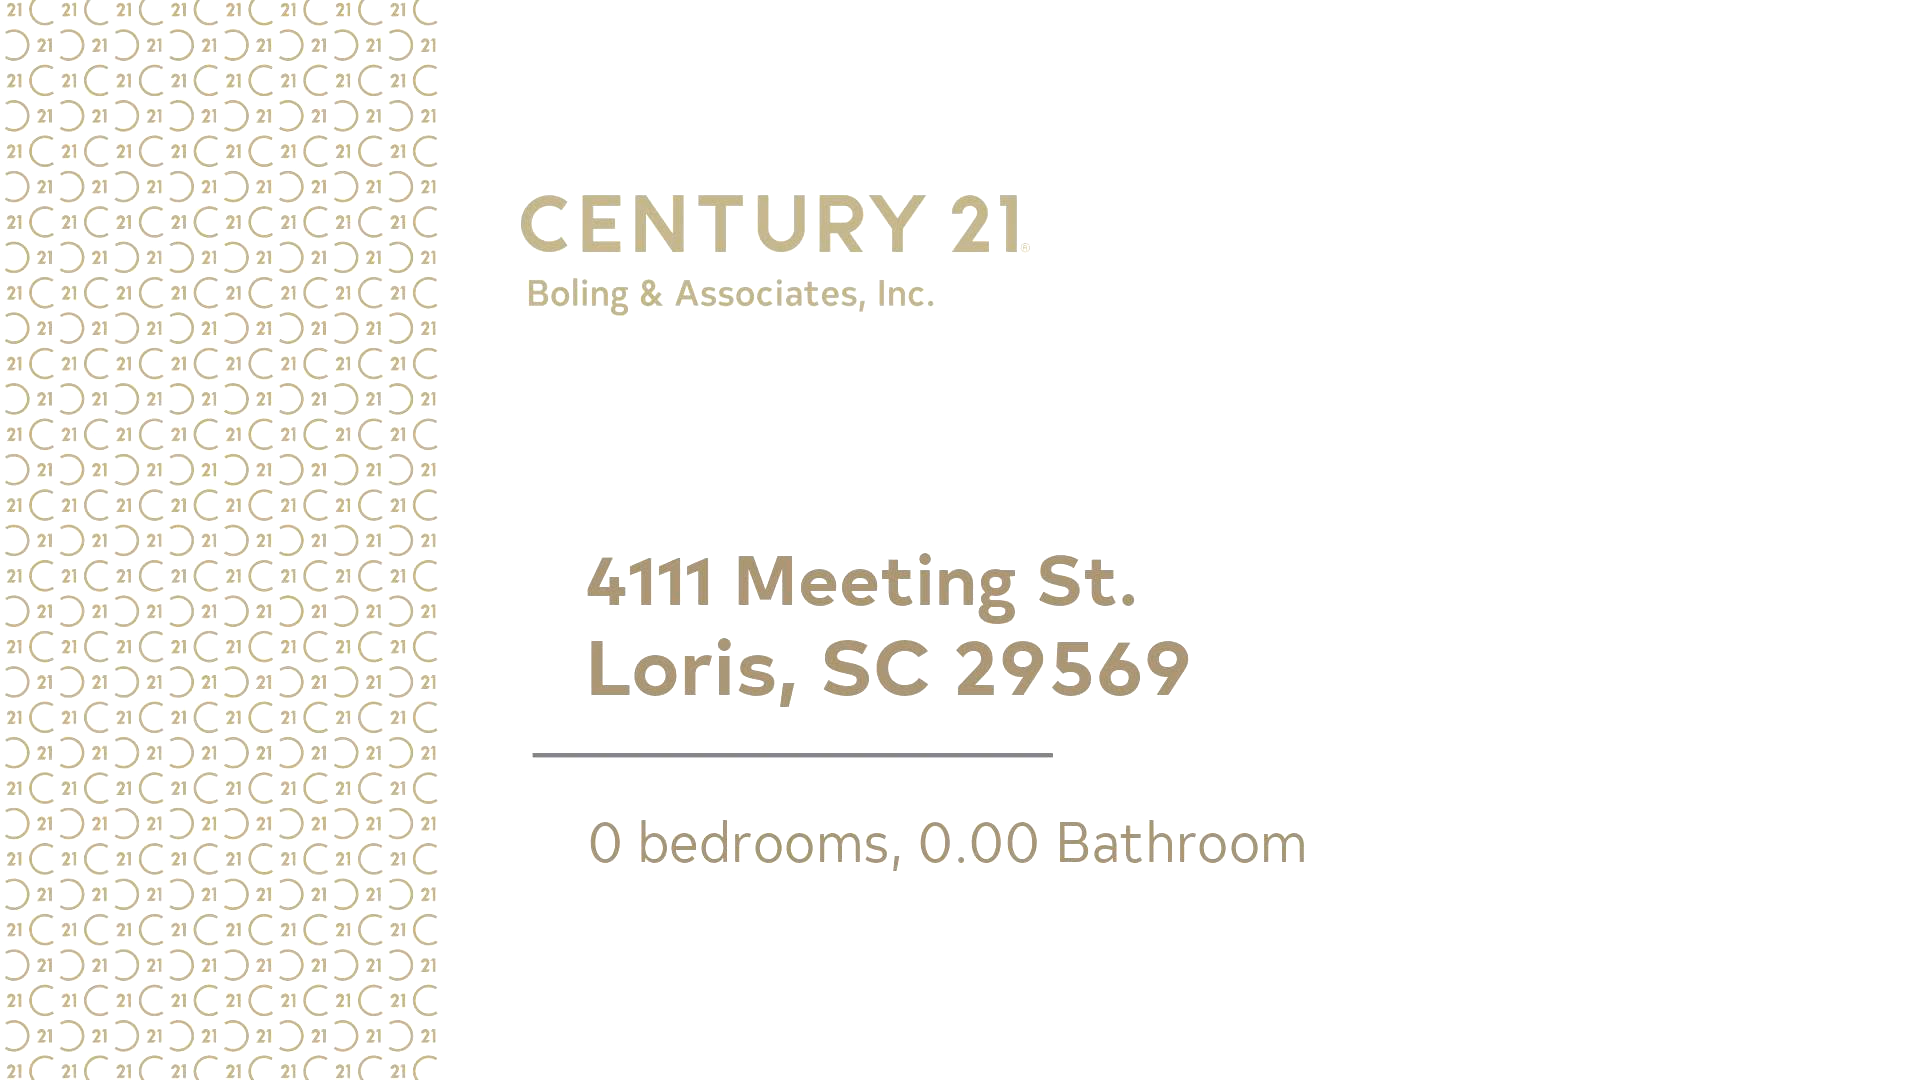 CENTURY 21®
Boling & Associates, Inc.
4111 Meeting St.
Loris, SC 29569
0 bedrooms, 0.00 Bathroom